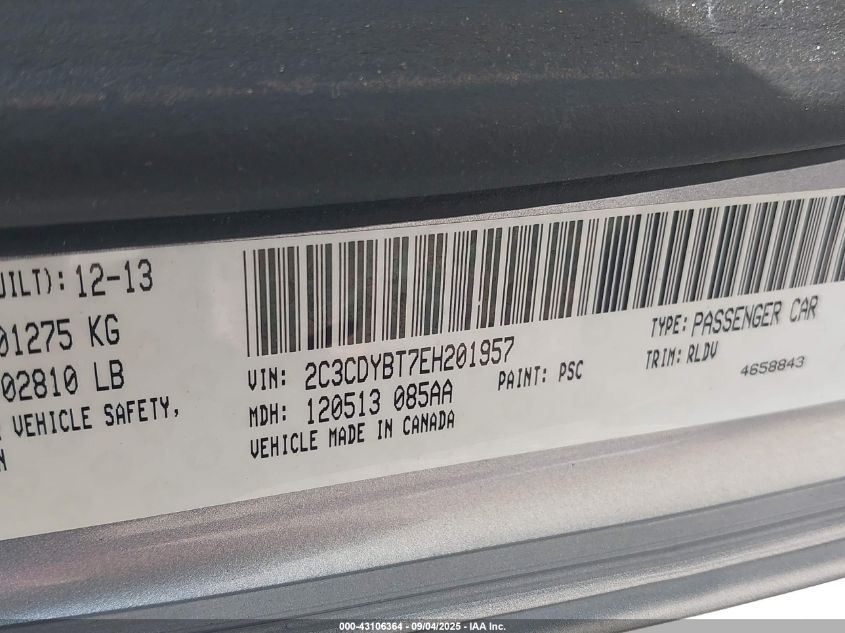 UILT): 12-13
01275 KG
02810 LB
VEHICLE SAFETY,
N
VIN: 2C3CDYBT7EH201957
MDH: 120513 085AA
VEHICLE MADE IN CANADA
PAINT: PSC
TYPE: PASSENGER CAR
TRIM: RLDV
4658843
000-43106364 - 09/04/2025 - IAA Inc.